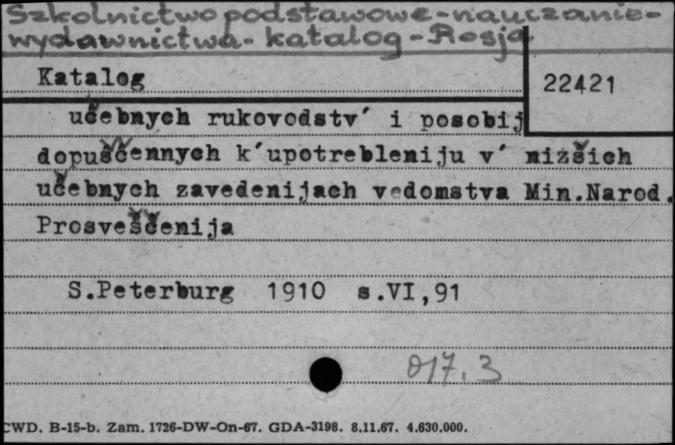 Szkolnictwo podstawowe-nauczanie-
wydawnictwa-katalog-Rosja
Katalog
22421
učebnych rukovodstv´ i posobij
dopuščennych k´upotrebleniju v´ nizšich
učebnych zavedenijach vedomstva Min.Narod.
Prosveščenija
S.Peterburg 1910 s.VI,91
017.3
CWD. B-15-b. Zam. 1726-DW-On-67. GDA-3198. 8.11.67. 4.630.000.